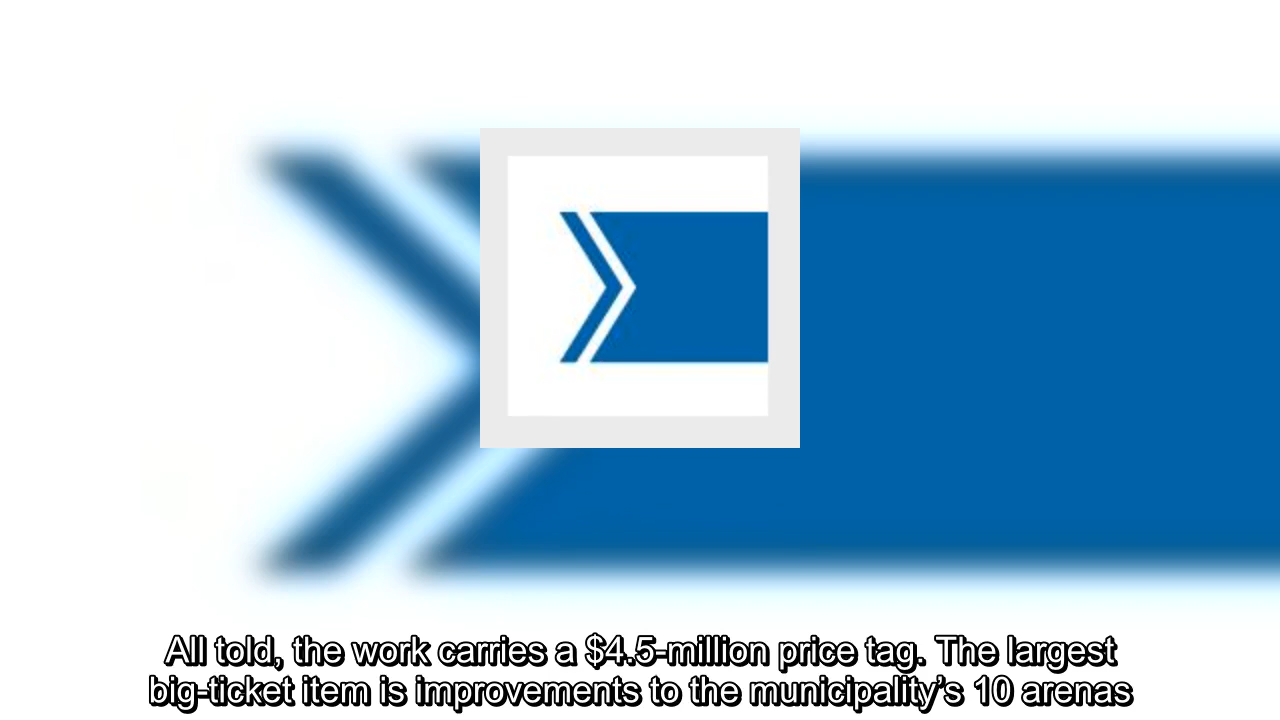 All told, the work carries a $4.5-million price tag. The largest
big-ticket item is improvements to the municipality’s 10 arenas